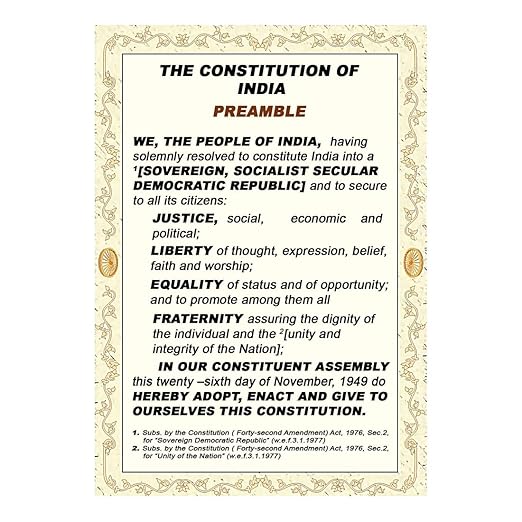 THE CONSTITUTION OF
INDIA
PREAMBLE
WE, THE PEOPLE OF INDIA, having
solemnly resolved to constitute India into a
¹[SOVEREIGN, SOCIALIST SECULAR
DEMOCRATIC REPUBLIC] and to secure
to all its citizens:
JUSTICE, social, economic and
political;
LIBERTY of thought, expression, belief,
faith and worship;
EQUALITY of status and of opportunity;
and to promote among them all
FRATERNITY assuring the dignity of
the individual and the ²[unity and
integrity of the Nation];
IN OUR CONSTITUENT ASSEMBLY
this twenty –sixth day of November, 1949 do
HEREBY ADOPT, ENACT AND GIVE TO
OURSELVES THIS CONSTITUTION.
1. Subs. by the Constitution ( Forty-second Amendment) Act, 1976, Sec.2,
for "Sovereign Democratic Republic" (w.e.f.3.1.1977)
2. Subs. by the Constitution ( Forty-second Amendment) Act, 1976, Sec.2,
for "Unity of the Nation" (w.e.f.3.1.1977)